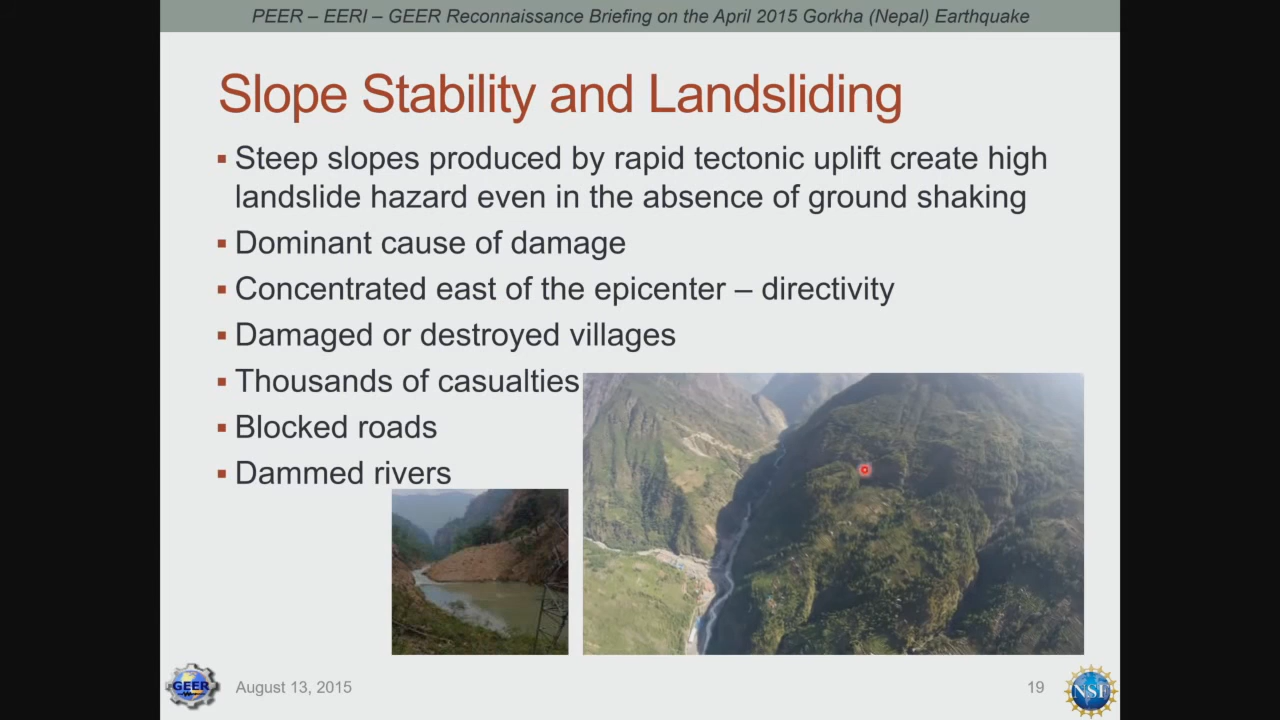 PEER – EERI – GEER Reconnaissance Briefing on the April 2015 Gorkha (Nepal) Earthquake
Slope Stability and Landsliding
▪ Steep slopes produced by rapid tectonic uplift create high
landslide hazard even in the absence of ground shaking
▪ Dominant cause of damage
▪ Concentrated east of the epicenter – directivity
▪ Damaged or destroyed villages
▪ Thousands of casualties
▪ Blocked roads
▪ Dammed rivers
GEER
August 13, 2015
19
NSF